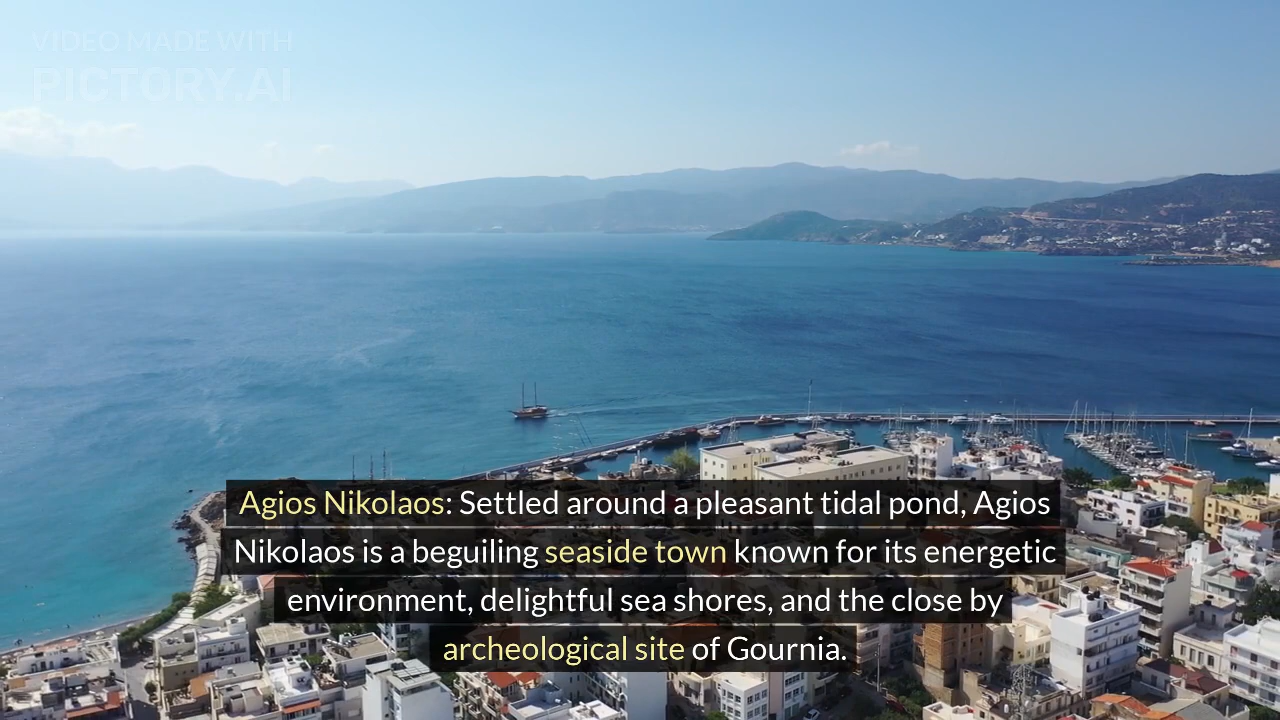 VIDEO MADE WITH
PICTORY.AI
Agios Nikolaos: Settled around a pleasant tidal pond, Agios
Nikolaos is a beguiling seaside town known for its energetic
environment, delightful sea shores, and the close by
archeological site of Gournia.